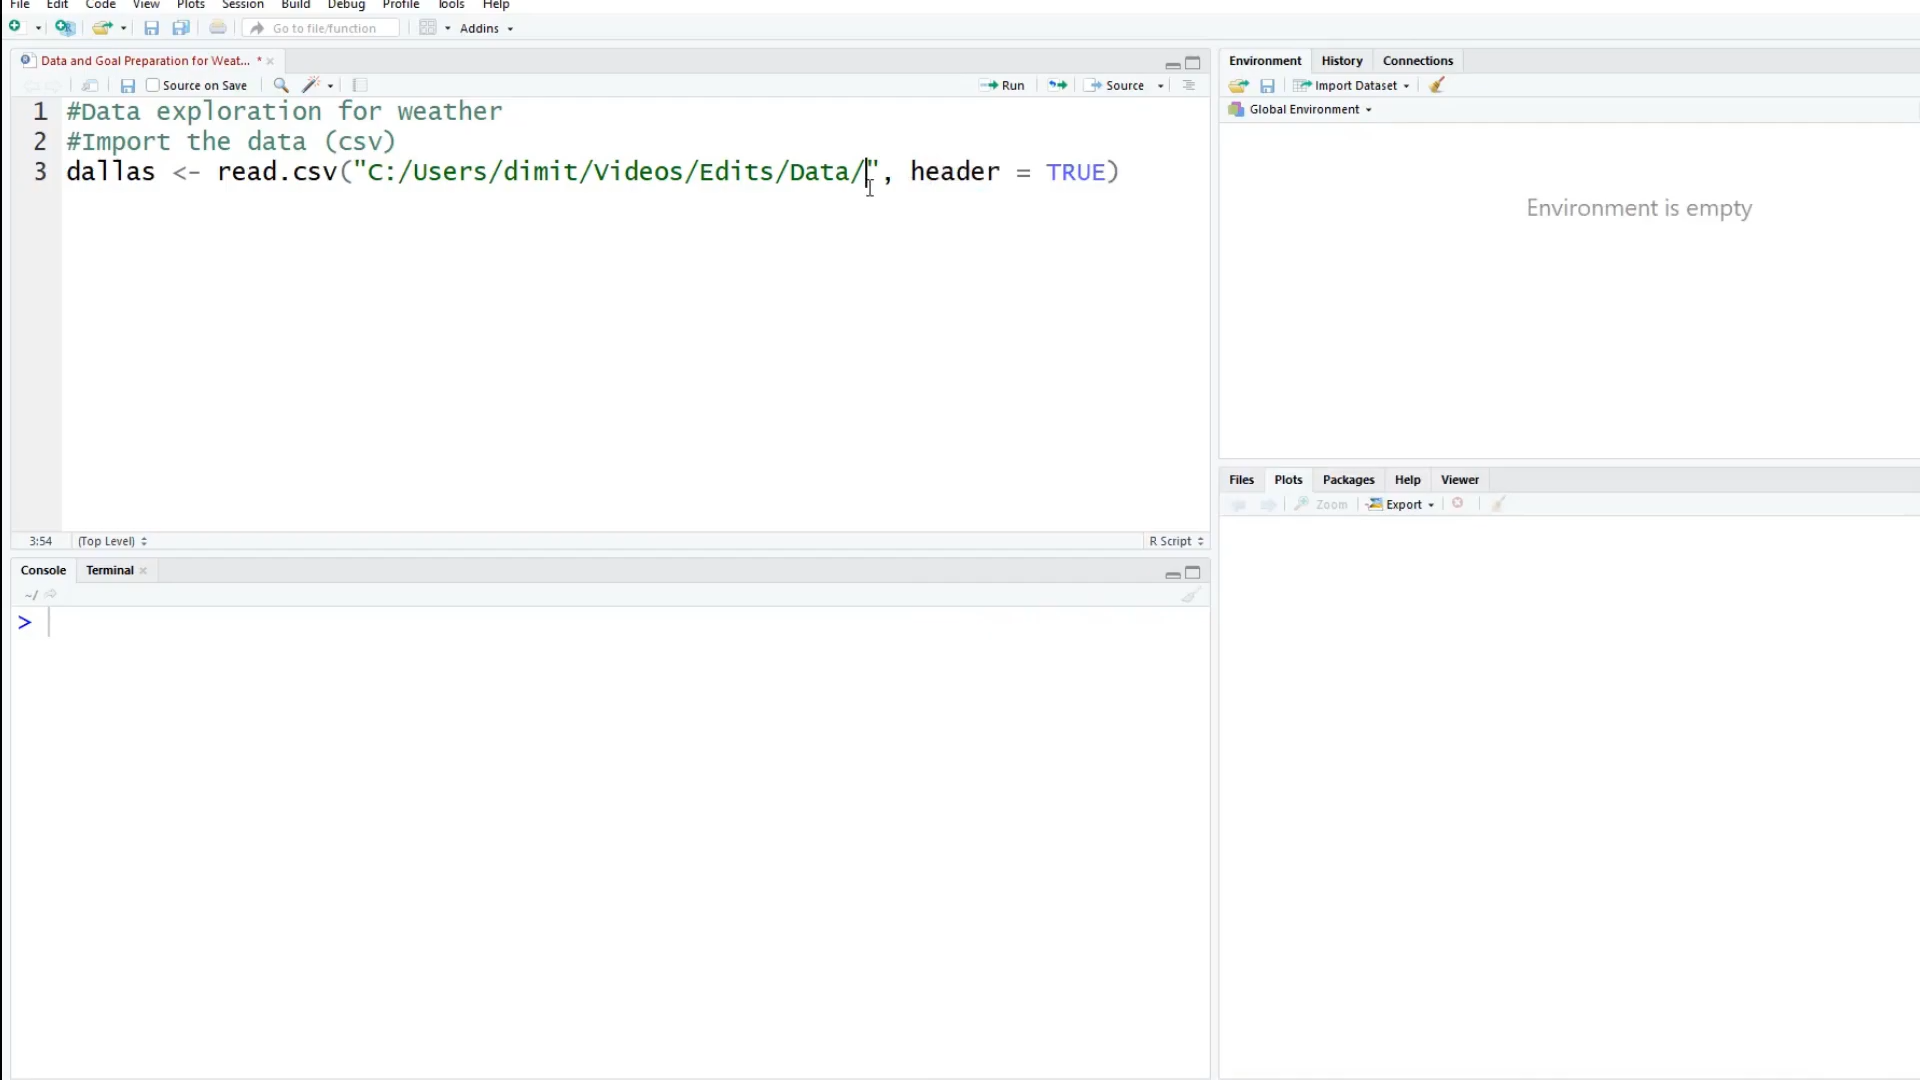 File Edit Code View Plots Session Build Debug Profile Tools Help
Go to file/function Addins
Data and Goal Preparation for Weat... *
Source on Save Run Source
1 #Data exploration for weather
2 #Import the data (csv)
3 dallas <- read.csv("C:/Users/dimit/Videos/Edits/Data/", header = TRUE)
3:54 (Top Level) R Script
Console Terminal
~/
>
Environment History Connections
Import Dataset
Global Environment
Environment is empty
Files Plots Packages Help Viewer
Zoom Export